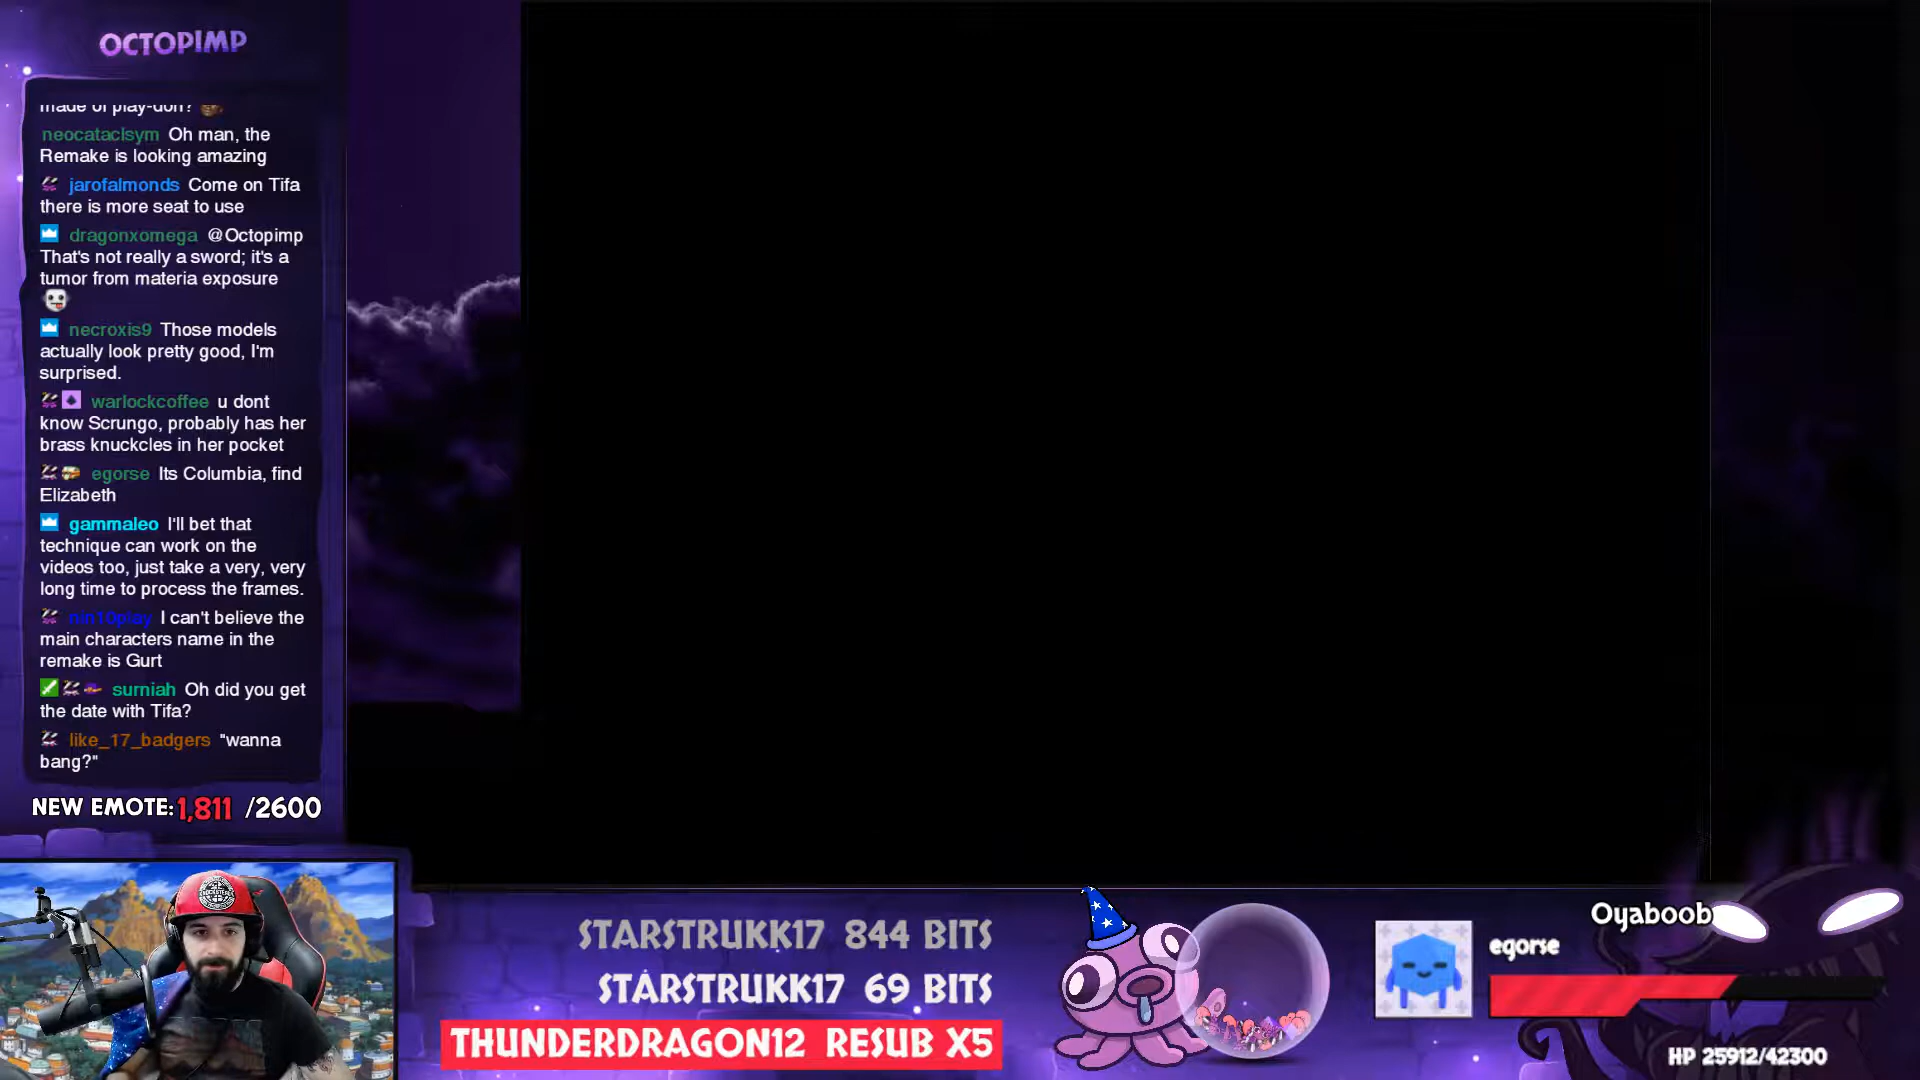 OCTOPIMP
made of play-doh?
neocataclsym Oh man, the
Remake is looking amazing
jarofalmonds Come on Tifa
there is more seat to use
dragonxomega @Octopimp
That's not really a sword; it's a
tumor from materia exposure
necroxis9 Those models
actually look pretty good, I'm
surprised.
warlockcoffee u dont
know Scrungo, probably has her
brass knuckcles in her pocket
egorse Its Columbia, find
Elizabeth
gammaleo I'll bet that
technique can work on the
videos too, just take a very, very
long time to process the frames.
nin10play I can't believe the
main characters name in the
remake is Gurt
surniah Oh did you get
the date with Tifa?
like_17_badgers "wanna
bang?"
NEW EMOTE: 1,811 /2600
STARSTRUKK17 844 BITS
STARSTRUKK17 69 BITS
THUNDERDRAGON12 RESUB X5
Oyaboob
egorse
HP 25912/42300